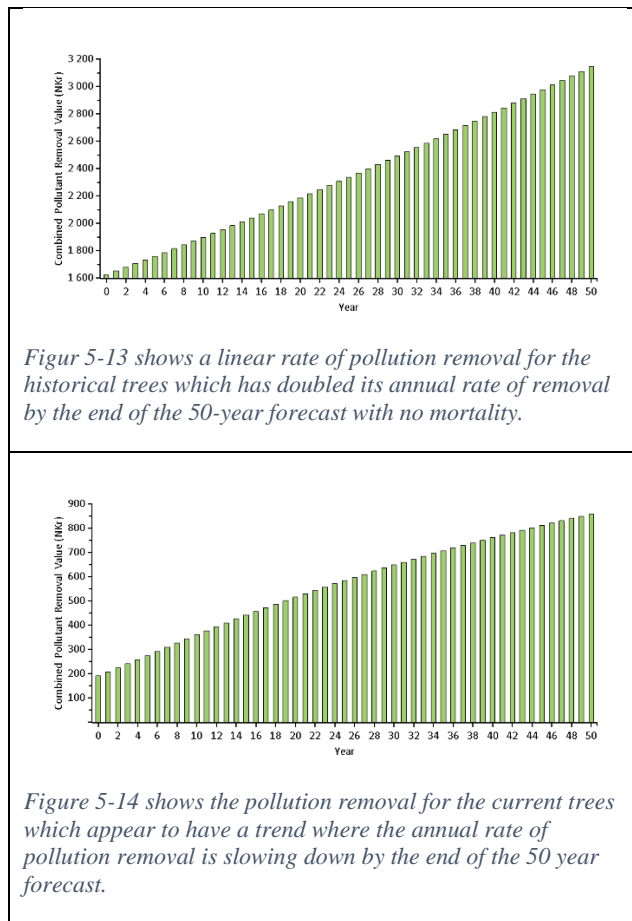 3 200
3 000
2 800
2 600
2 400
2 200
2 000
1 800
1 600
Combined Pollutant Removal Value (NKr)
0 2 4 6 8 10 12 14 16 18 20 22 24 26 28 30 32 34 36 38 40 42 44 46 48 50
Year
Figur 5-13 shows a linear rate of pollution removal for the
historical trees which has doubled its annual rate of removal
by the end of the 50-year forecast with no mortality.
900
800
700
600
500
400
300
200
100
Combined Pollutant Removal Value (NKr)
0 2 4 6 8 10 12 14 16 18 20 22 24 26 28 30 32 34 36 38 40 42 44 46 48 50
Year
Figure 5-14 shows the pollution removal for the current trees
which appear to have a trend where the annual rate of
pollution removal is slowing down by the end of the 50 year
forecast.